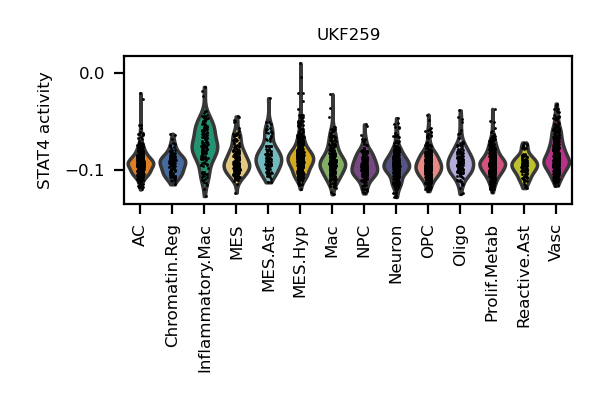 UKF259
STAT4 activity
0.0
−0.1
AC
Chromatin.Reg
Inflammatory.Mac
MES
MES.Ast
MES.Hyp
Mac
NPC
Neuron
OPC
Oligo
Prolif.Metab
Reactive.Ast
Vasc